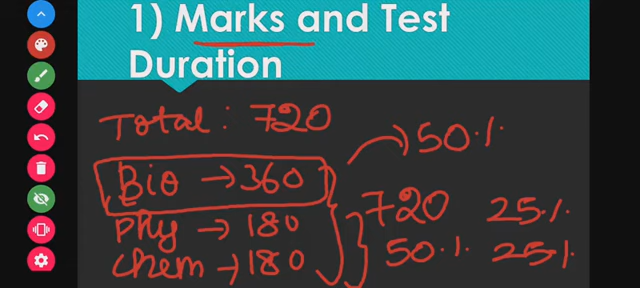 1) Marks and Test
Duration
Total : 720
50%
Bio → 360
Phy → 180
Chem → 180
720
50%
25%
25%